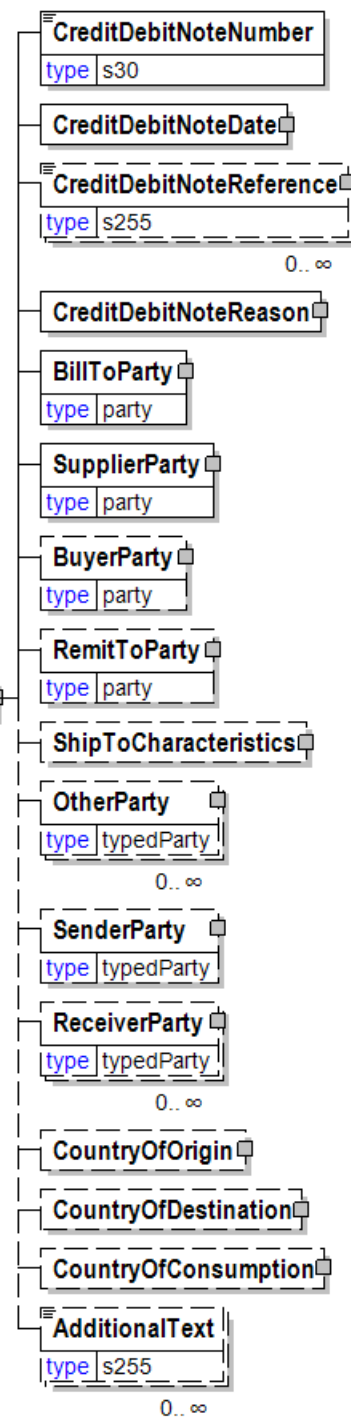 CreditDebitNoteNumber
type s30
CreditDebitNoteDate
CreditDebitNoteReference
type s255
0.. ∞
CreditDebitNoteReason
BillToParty
type party
SupplierParty
type party
BuyerParty
type party
RemitToParty
type party
ShipToCharacteristics
OtherParty
type typedParty
0.. ∞
SenderParty
type typedParty
ReceiverParty
type typedParty
0.. ∞
CountryOfOrigin
CountryOfDestination
CountryOfConsumption
AdditionalText
type s255
0.. ∞